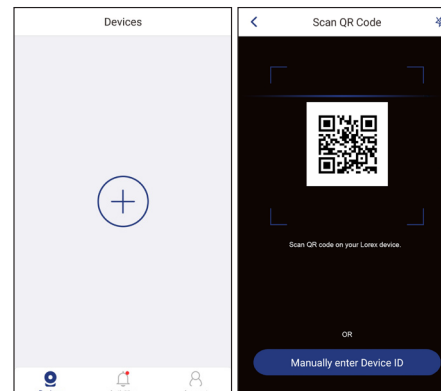 Devices
Scan QR Code
Scan QR code on your Lorex device.
OR
Manually enter Device ID